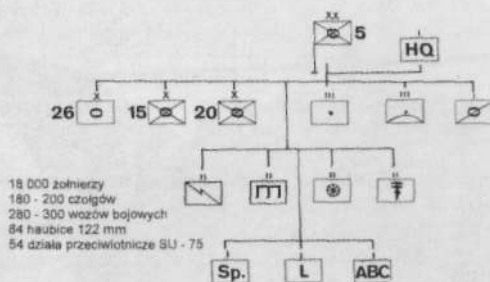 XX
5
HQ
X
X
X
III
III
26
15
20
II
II
II
II
18 000 żołnierzy
180 - 200 czołgów
280 - 300 wozów bojowych
84 haubice 122 mm
54 działa przeciwlotnicze SU - 75
Sp.
L
ABC